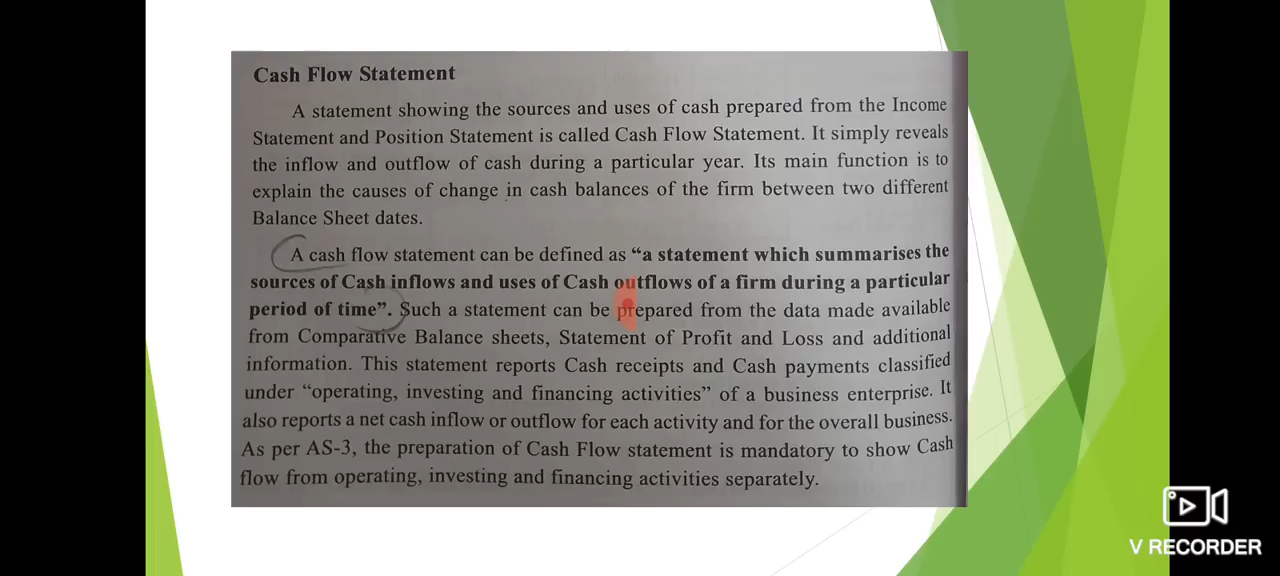 Cash Flow Statement
A statement showing the sources and uses of cash prepared from the Income
Statement and Position Statement is called Cash Flow Statement. It simply reveals
the inflow and outflow of cash during a particular year. Its main function is to
explain the causes of change in cash balances of the firm between two different
Balance Sheet dates.
A cash flow statement can be defined as “a statement which summarises the
sources of Cash inflows and uses of Cash outflows of a firm during a particular
period of time”. Such a statement can be prepared from the data made available
from Comparative Balance sheets, Statement of Profit and Loss and additional
information. This statement reports Cash receipts and Cash payments classified
under “operating, investing and financing activities” of a business enterprise. It
also reports a net cash inflow or outflow for each activity and for the overall business.
As per AS-3, the preparation of Cash Flow statement is mandatory to show Cash
flow from operating, investing and financing activities separately.
V RECORDER